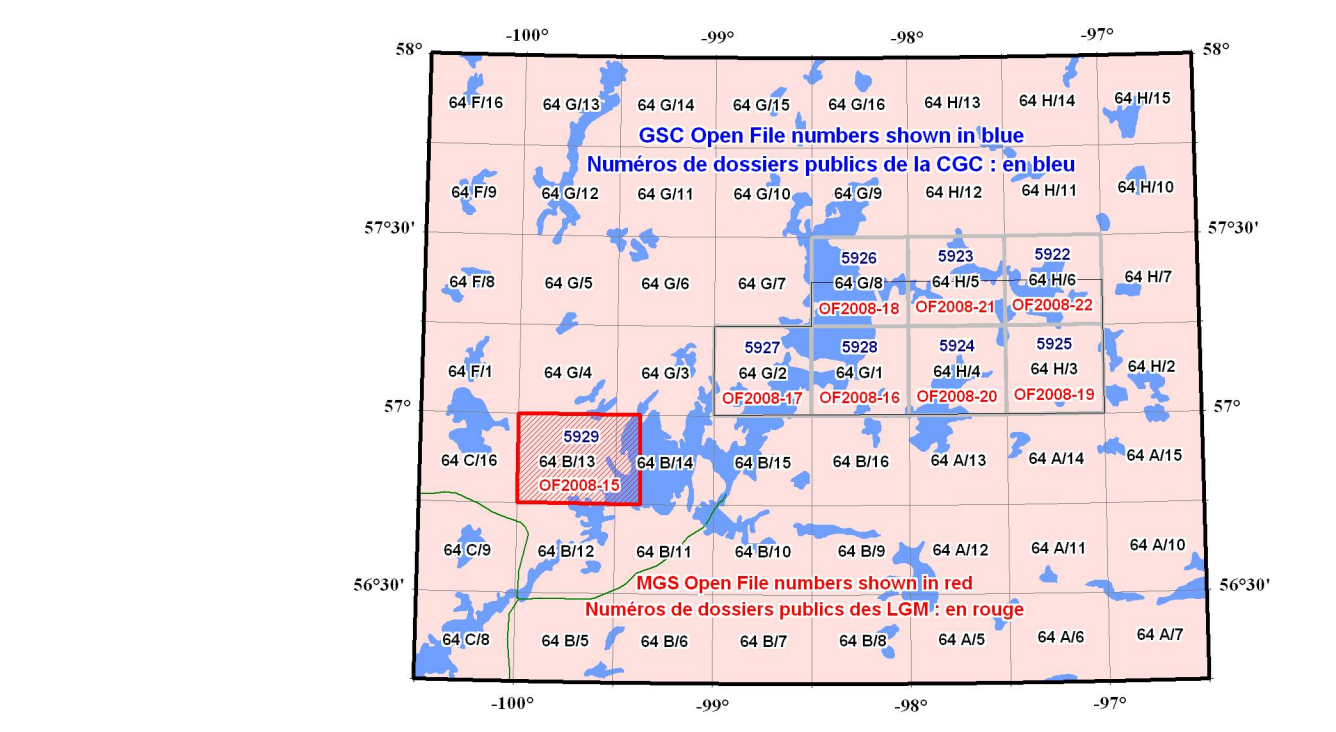 -100° -99° -98° -97°
58° 58°
64 F/16 64 G/13 64 G/14 64 G/15 64 G/16 64 H/13 64 H/14 64 H/15
GSC Open File numbers shown in blue
Numéros de dossiers publics de la CGC : en bleu
64 F/9 64 G/12 64 G/11 64 G/10 64 G/9 64 H/12 64 H/11 64 H/10
57°30' 57°30'
5926 5923 5922
64 F/8 64 G/5 64 G/6 64 G/7 64 G/8 64 H/5 64 H/6 64 H/7
OF2008-18 OF2008-21 OF2008-22
5927 5928 5924 5925
64 F/1 64 G/4 64 G/3 64 G/2 64 G/1 64 H/4 64 H/3 64 H/2
OF2008-17 OF2008-16 OF2008-20 OF2008-19
57° 57°
5929
64 C/16 64 B/13 64 B/14 64 B/15 64 B/16 64 A/13 64 A/14 64 A/15
OF2008-15
64 C/9 64 B/12 64 B/11 64 B/10 64 B/9 64 A/12 64 A/11 64 A/10
56°30' 56°30'
MGS Open File numbers shown in red
Numéros de dossiers publics des LGM : en rouge
64 C/8 64 B/5 64 B/6 64 B/7 64 B/8 64 A/5 64 A/6 64 A/7
-100° -99° -98° -97°